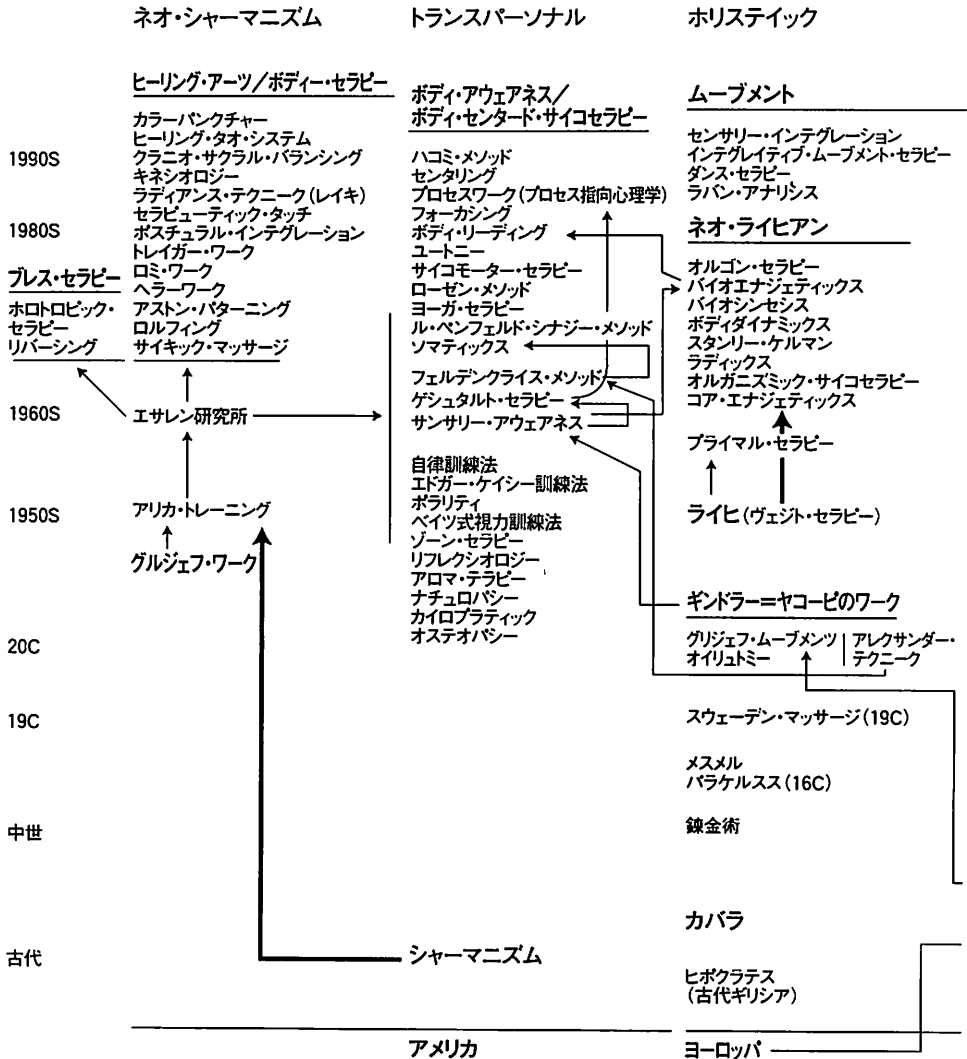 ネオ・シャーマニズム
トランスパーソナル
ホリステイック
ヒーリング・アーツ/ボディー・セラピー
カラーパンクチャー
ヒーリング・タオ・システム
1990S
クラニオ・サクラル・バランシング
キネシオロジー
ラディアンス・テクニーク(レイキ)
セラピューティック・タッチ
1980S
ポスチュラル・インテグレーション
トレイガー・ワーク
ロミ・ワーク
ヘラーワーク
アストン・パターニング
ロルフィング
サイキック・マッサージ
ブレス・セラピー
ホロトロピック・
セラピー
リバーシング
1960S
エサレン研究所
1950S
アリカ・トレーニング
グルジェフ・ワーク
20C
19C
中世
古代
ボディ・アウェアネス/
ボディ・センタード・サイコセラピー
ハコミ・メソッド
センタリング
プロセスワーク(プロセス指向心理学)
フォーカシング
ボディ・リーディング
ユートニー
サイコモーター・セラピー
ローゼン・メソッド
ヨーガ・セラピー
ル・ペンフェルド・シナジー・メソッド
ソマティックス
フェルデンクライス・メソッド
ゲシュタルト・セラピー
サンサリー・アウェアネス
自律訓練法
エドガー・ケイシー訓練法
ポラリティ
ベイツ式視力訓練法
ゾーン・セラピー
リフレクシオロジー
アロマ・テラピー
ナチュロパシー
カイロプラティック
オステオパシー
シャーマニズム
アメリカ
ムーブメント
センサリー・インテグレーション
インテグレイティブ・ムーブメント・セラピー
ダンス・セラピー
ラバン・アナリシス
ネオ・ライヒアン
オルゴン・セラピー
バイオエナジェティックス
バイオシンセシス
ボディダイナミックス
スタンリー・ケルマン
ラディックス
オルガニズミック・サイコセラピー
コア・エナジェティックス
プライマル・セラピー
ライヒ(ヴェジト・セラピー)
ギンドラー=ヤコービのワーク
グリジェフ・ムーブメンツ
オイリュトミー
アレクサンダー・
テクニーク
スウェーデン・マッサージ(19C)
メスメル
パラケルスス(16C)
錬金術
カバラ
ヒポクラテス
(古代ギリシア)
ヨーロッパ